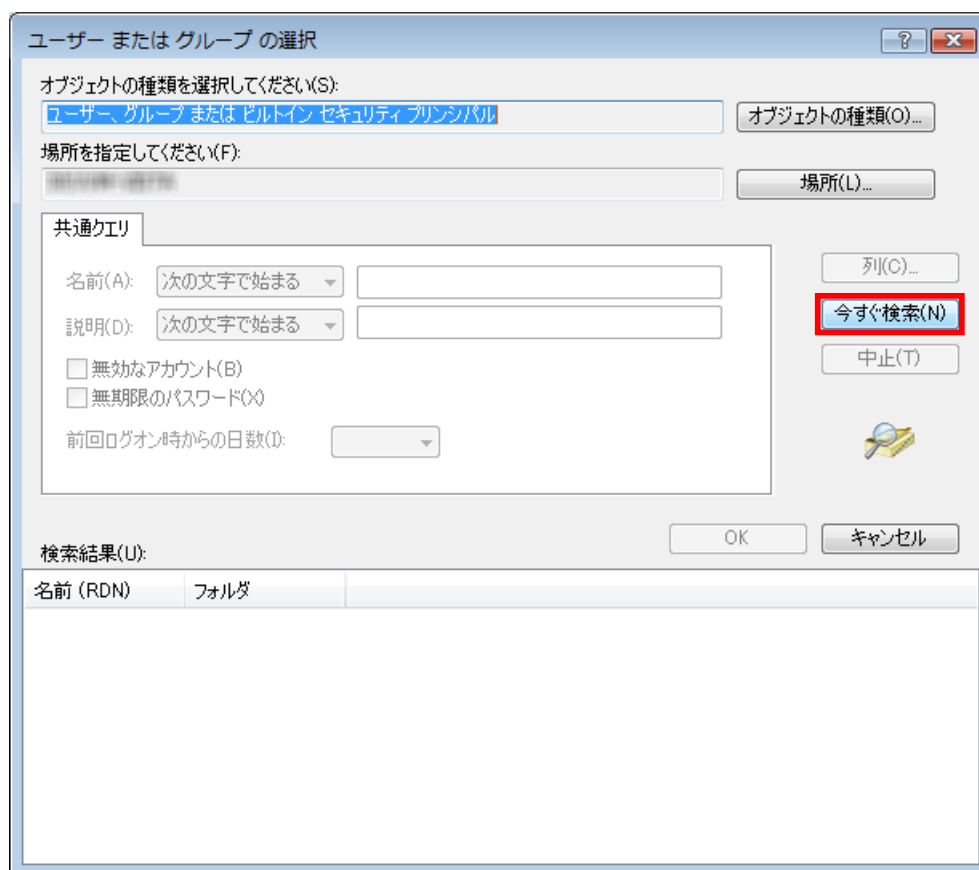 ユーザー または グループ の選択
オブジェクトの種類を選択してください(S):
ユーザー、グループ または ビルトイン セキュリティ プリンシパル
オブジェクトの種類(O)...
場所を指定してください(F):
場所(L)...
共通クエリ
列(C)...
名前(A): 次の文字で始まる
今すぐ検索(N)
説明(D): 次の文字で始まる
中止(T)
無効なアカウント(B)
無期限のパスワード(X)
前回ログオン時からの日数(I):
OK キャンセル
検索結果(U):
名前 (RDN) フォルダ